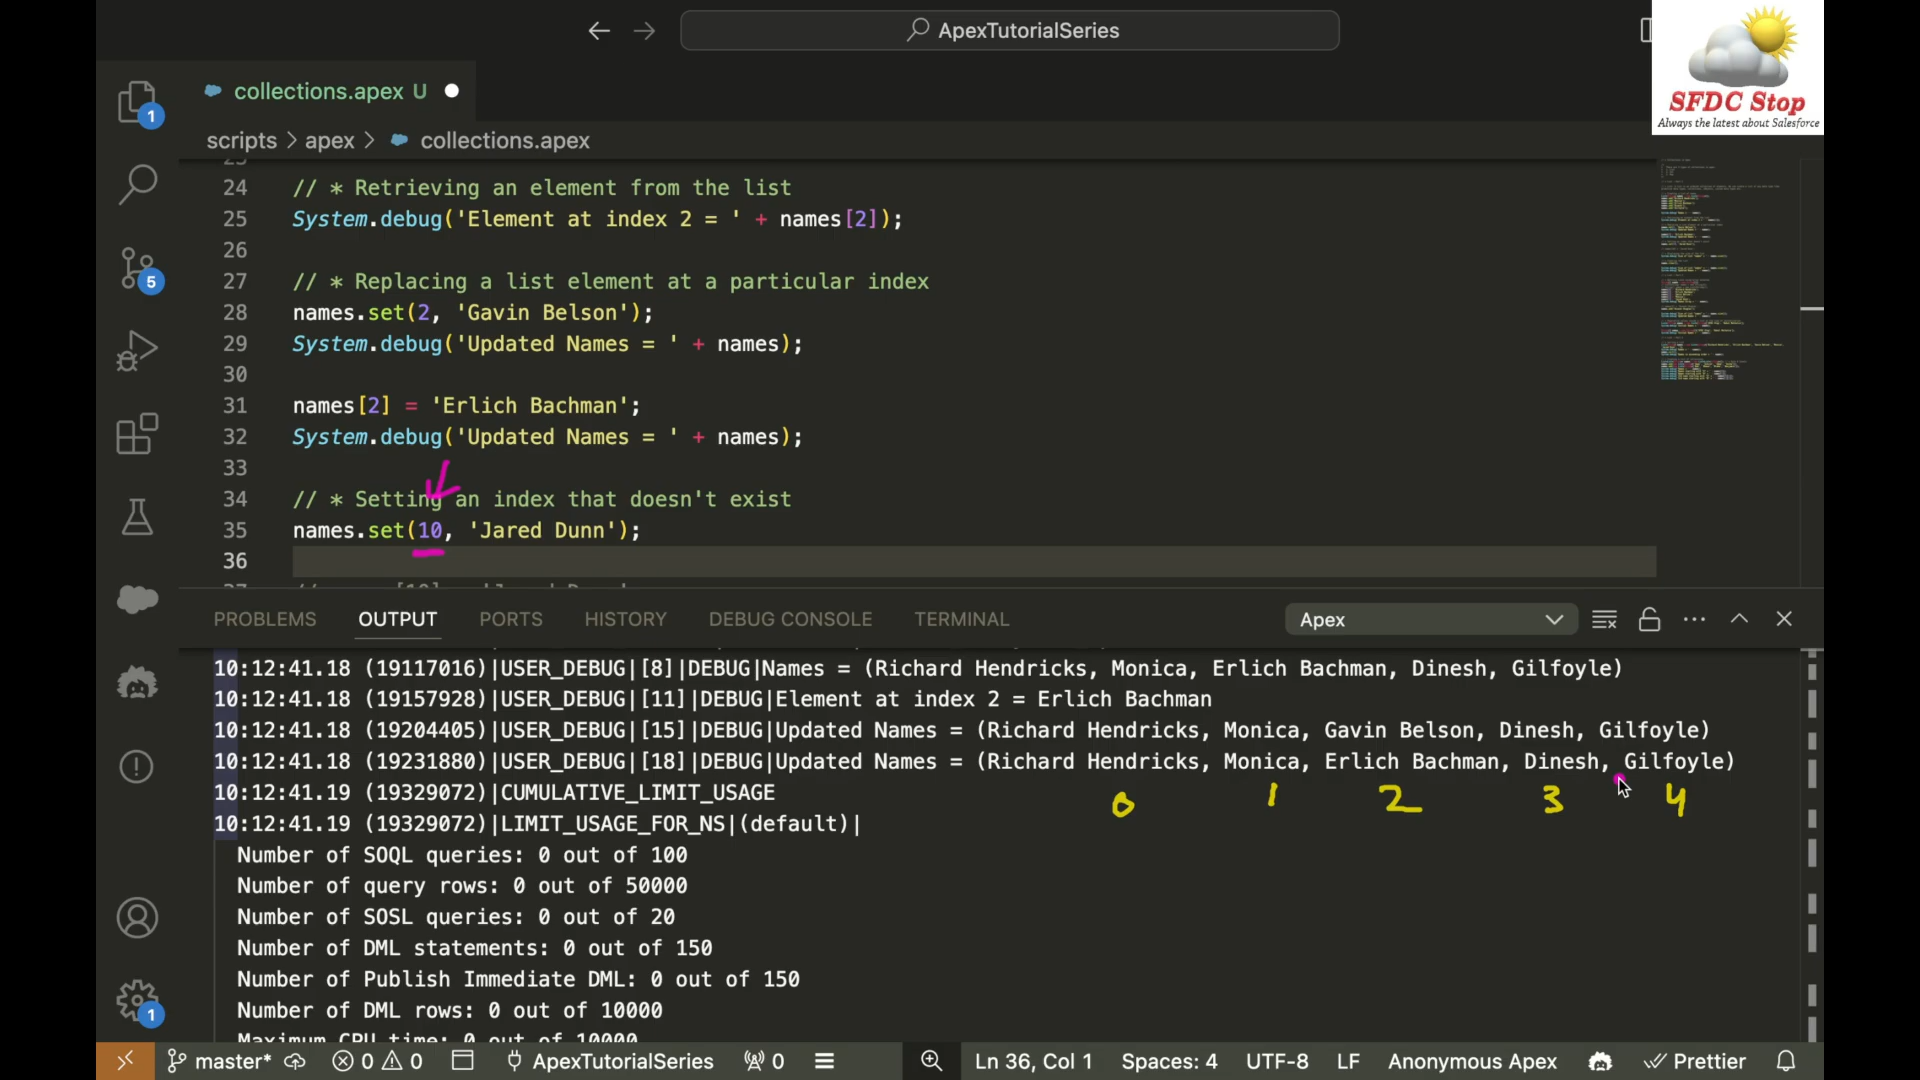 ApexTutorialSeries
SFDC Stop
Always the latest about Salesforce
collections.apex U
1
scripts > apex > collections.apex
24 // * Retrieving an element from the list
25 System.debug('Element at index 2 = ' + names[2]);
26
27 // * Replacing a list element at a particular index
28 names.set(2, 'Gavin Belson');
29 System.debug('Updated Names = ' + names);
30
31 names[2] = 'Erlich Bachman';
32 System.debug('Updated Names = ' + names);
33
34 // * Setting an index that doesn't exist
35 names.set(10, 'Jared Dunn');
36
5
PROBLEMS OUTPUT PORTS HISTORY DEBUG CONSOLE TERMINAL Apex
10:12:41.18 (19117016)|USER_DEBUG|[8]|DEBUG|Names = (Richard Hendricks, Monica, Erlich Bachman, Dinesh, Gilfoyle)
10:12:41.18 (19157928)|USER_DEBUG|[11]|DEBUG|Element at index 2 = Erlich Bachman
10:12:41.18 (19204405)|USER_DEBUG|[15]|DEBUG|Updated Names = (Richard Hendricks, Monica, Gavin Belson, Dinesh, Gilfoyle)
10:12:41.18 (19231880)|USER_DEBUG|[18]|DEBUG|Updated Names = (Richard Hendricks, Monica, Erlich Bachman, Dinesh, Gilfoyle)
10:12:41.19 (19329072)|CUMULATIVE_LIMIT_USAGE
0 1 2 3 4
10:12:41.19 (19329072)|LIMIT_USAGE_FOR_NS|(default)|
Number of SOQL queries: 0 out of 100
Number of query rows: 0 out of 50000
Number of SOSL queries: 0 out of 20
Number of DML statements: 0 out of 150
Number of Publish Immediate DML: 0 out of 150
Number of DML rows: 0 out of 10000
Maximum CPU time: 0 out of 10000
1
master* 0 0 ApexTutorialSeries 0 Ln 36, Col 1 Spaces: 4 UTF-8 LF Anonymous Apex Prettier